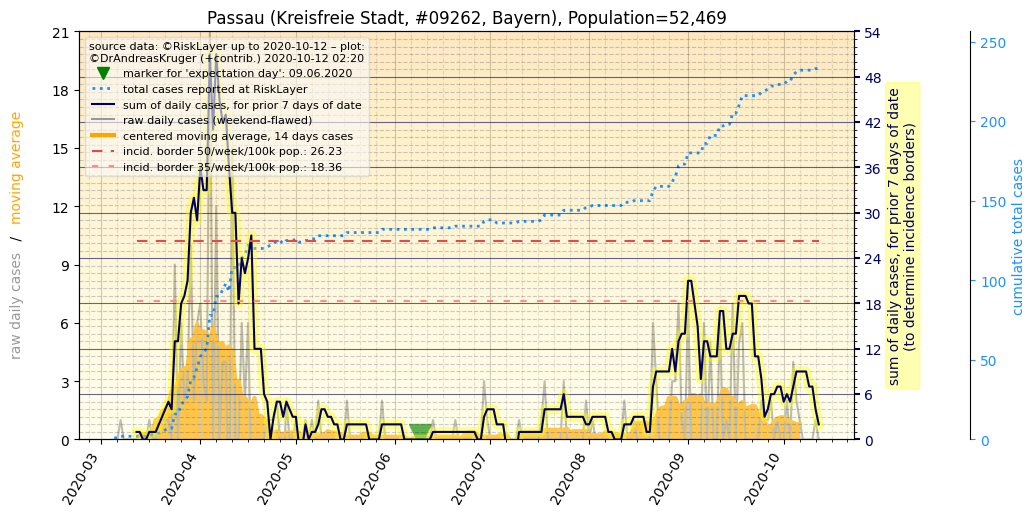 Passau (Kreisfreie Stadt, #09262, Bayern), Population=52,469
source data: ©RiskLayer up to 2020-10-12 – plot:
©DrAndreasKruger (+contrib.) 2020-10-12 02:20
marker for 'expectation day': 09.06.2020
total cases reported at RiskLayer
sum of daily cases, for prior 7 days of date
raw daily cases (weekend-flawed)
centered moving average, 14 days cases
incid. border 50/week/100k pop.: 26.23
incid. border 35/week/100k pop.: 18.36
raw daily cases / moving average
21
18
15
12
9
6
3
0
54
48
42
36
30
24
18
12
6
0
sum of daily cases, for prior 7 days of date
(to determine incidence borders)
250
200
150
100
50
0
cumulative total cases
2020-03
2020-04
2020-05
2020-06
2020-07
2020-08
2020-09
2020-10